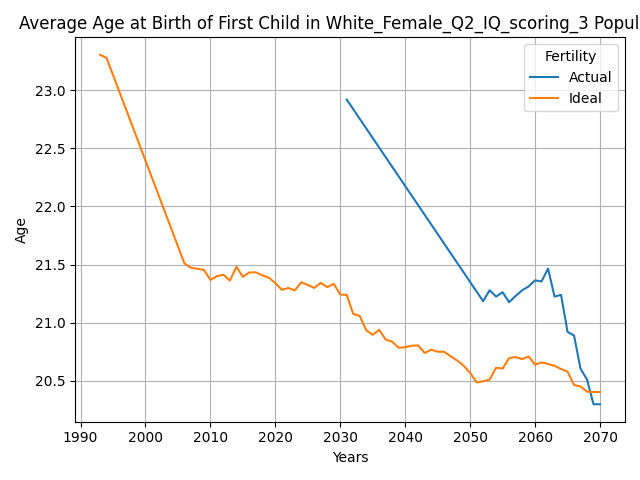 Average Age at Birth of First Child in White_Female_Q2_IQ_scoring_3 Popul
Fertility
Actual
Ideal
23.0
22.5
22.0
21.5
21.0
20.5
Age
1990 2000 2010 2020 2030 2040 2050 2060 2070
Years